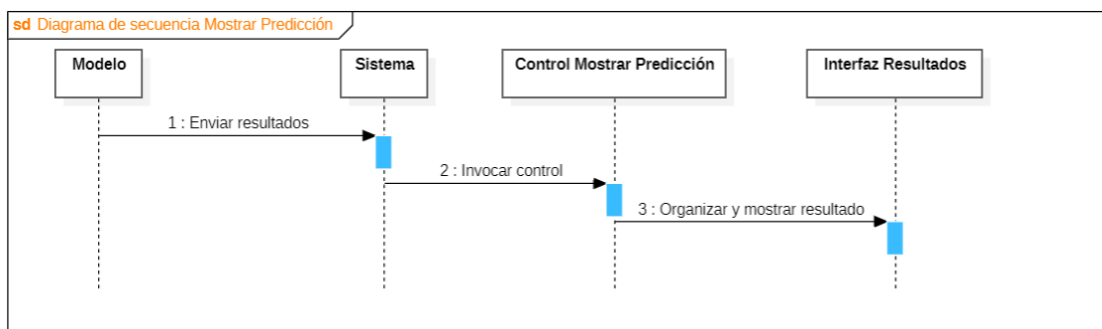 sd Diagrama de secuencia Mostrar Predicción
Modelo
Sistema
Control Mostrar Predicción
Interfaz Resultados
1 : Enviar resultados
2 : Invocar control
3 : Organizar y mostrar resultado